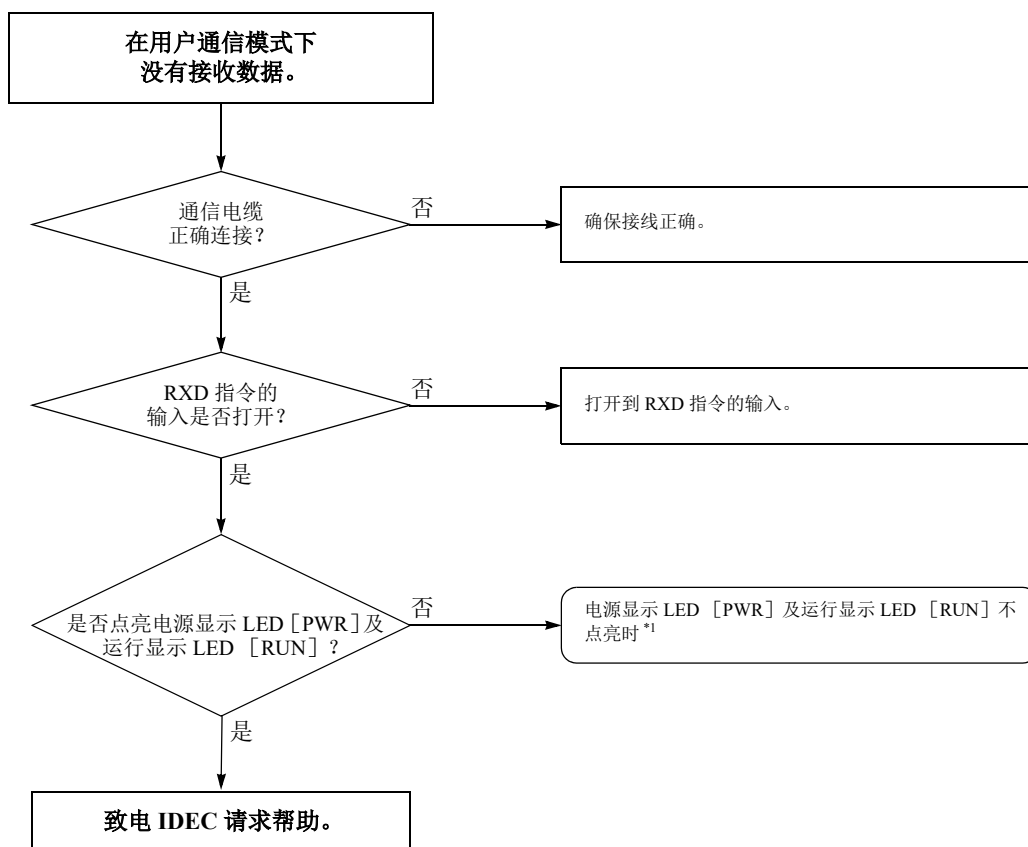 在用户通信模式下
没有接收数据。
通信电缆
正确连接？
否
确保接线正确。
是
RXD 指令的
输入是否打开？
否
打开到 RXD 指令的输入。
是
是否点亮电源显示 LED［PWR］及
运行显示 LED ［RUN］？
否
电源显示 LED ［PWR］及运行显示 LED ［RUN］不
点亮时 *1
是
致电 IDEC 请求帮助。